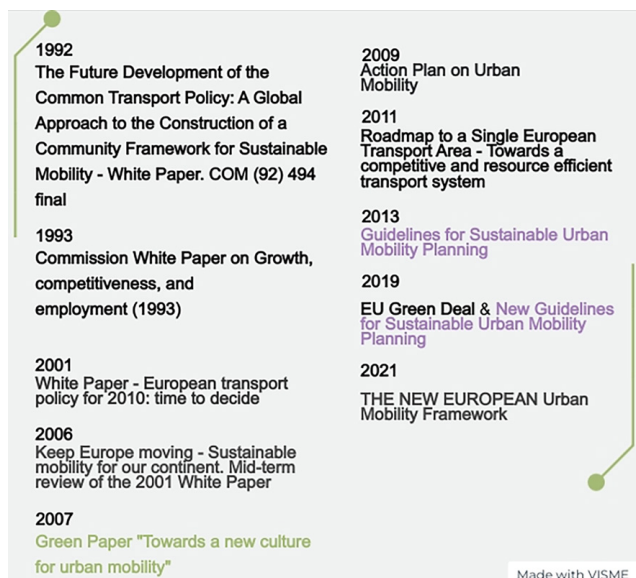 1992
The Future Development of the
Common Transport Policy: A Global
Approach to the Construction of a
Community Framework for Sustainable
Mobility - White Paper. COM (92) 494
final
1993
Commission White Paper on Growth,
competitiveness, and
employment (1993)
2001
White Paper - European transport
policy for 2010: time to decide
2006
Keep Europe moving - Sustainable
mobility for our continent. Mid-term
review of the 2001 White Paper
2007
Green Paper "Towards a new culture
for urban mobility"
2009
Action Plan on Urban
Mobility
2011
Roadmap to a Single European
Transport Area - Towards a
competitive and resource efficient
transport system
2013
Guidelines for Sustainable Urban
Mobility Planning
2019
EU Green Deal & New Guidelines
for Sustainable Urban Mobility
Planning
2021
THE NEW EUROPEAN Urban
Mobility Framework
Made with VISME